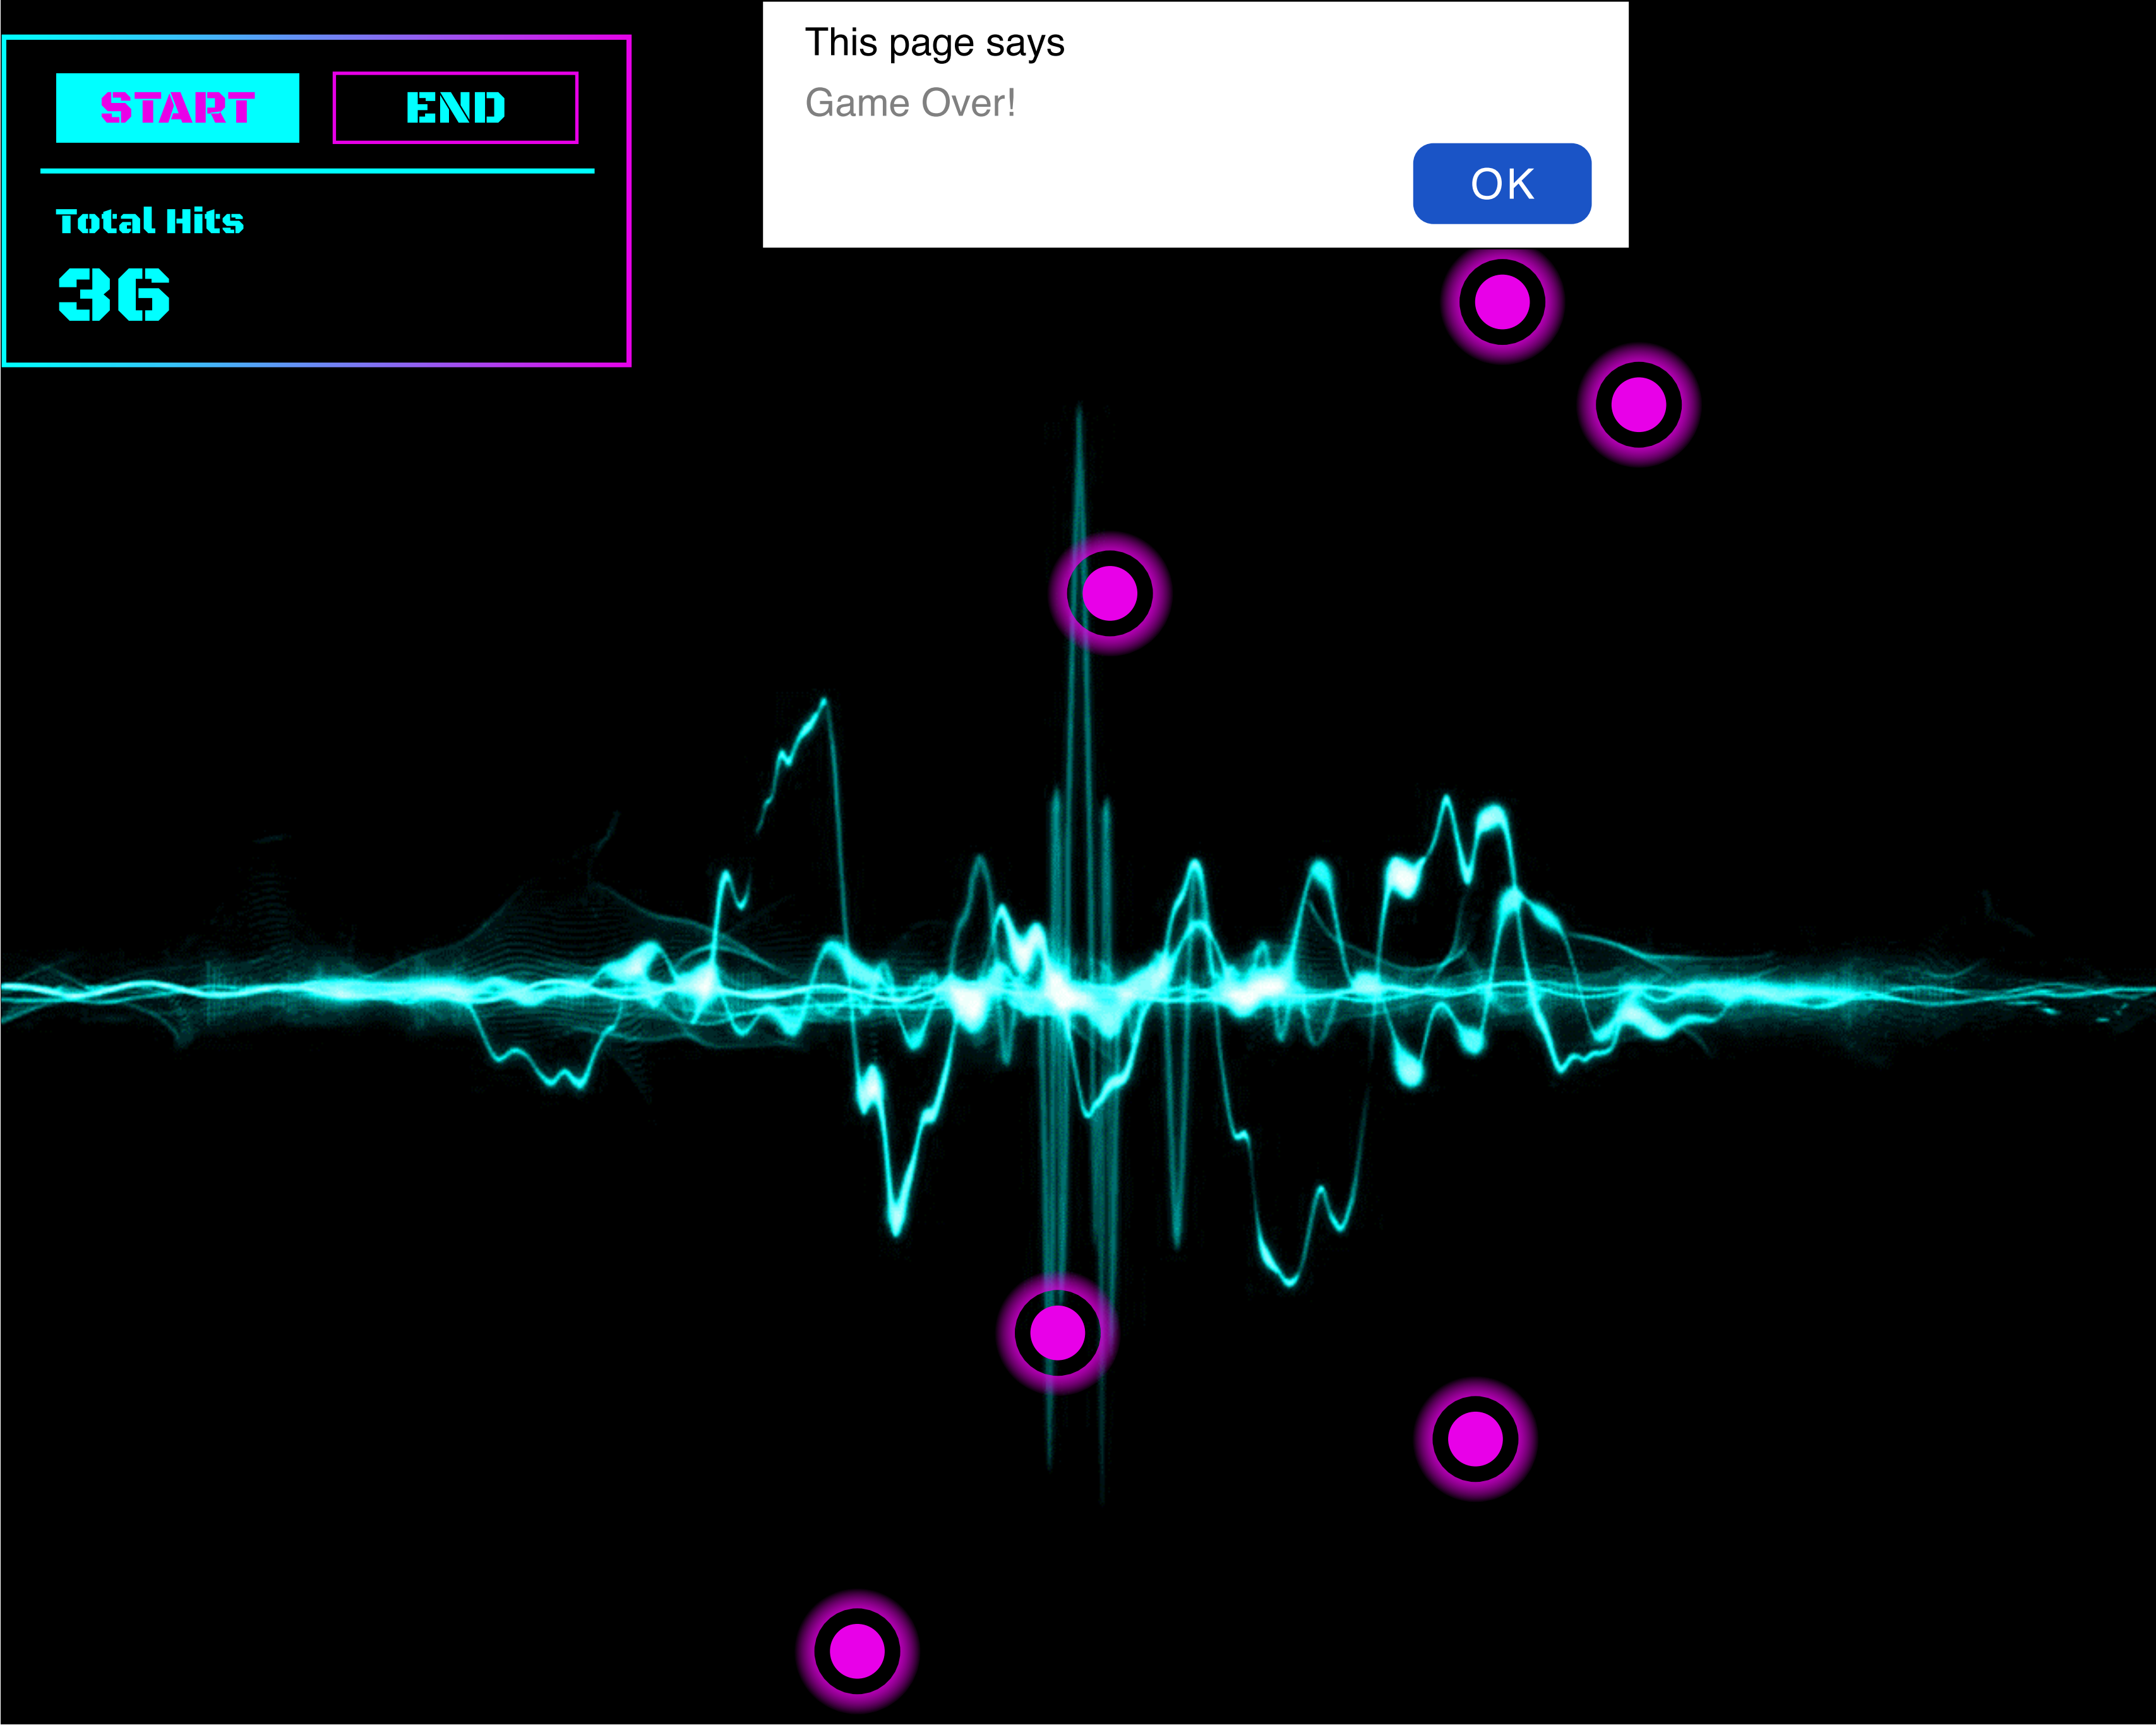 START
END
Total Hits
36
This page says
Game Over!
OK